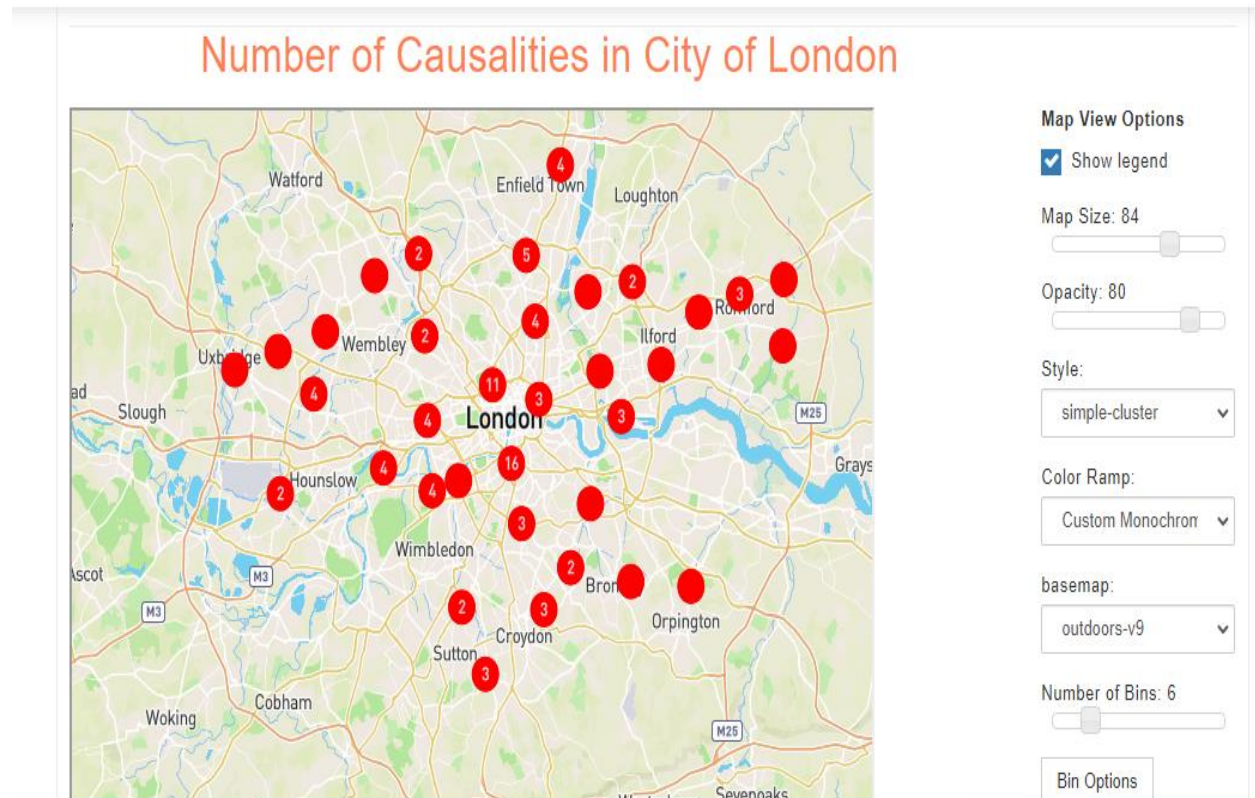 Number of Causalities in City of London
Map View Options
Show legend
Map Size: 84
Opacity: 80
Style:
simple-cluster
Color Ramp:
Custom Monochrom
basemap:
outdoors-v9
Number of Bins: 6
Bin Options
4
Watford
Enfield Town
Loughton
2
5
2
3
Romford
4
Wembley
2
Ilford
Uxbridge
11
4
3
ad
Slough
4
London
3
M25
4
16
Grays
2
Hounslow
4
3
Wimbledon
Ascot
M3
2
Bron
M3
2
3
Orpington
Croydon
Sutton
3
Cobham
Woking
M25
Sevenoaks